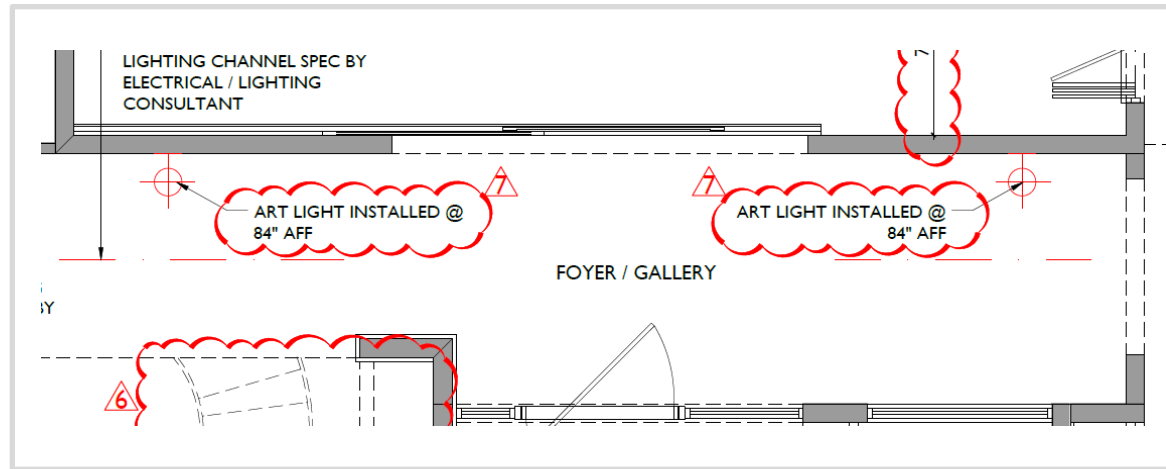 LIGHTING CHANNEL SPEC BY
ELECTRICAL / LIGHTING
CONSULTANT
7
7
ART LIGHT INSTALLED @
84" AFF
ART LIGHT INSTALLED @
84" AFF
FOYER / GALLERY
BY
6